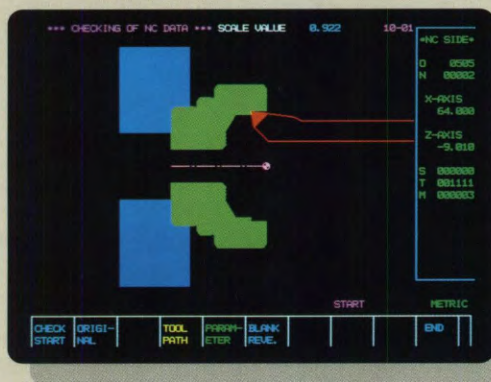 *** CHECKING OF NC DATA *** SCALE VALUE 0.922 10-01
*NC SIDE*
O 0505
N 00002
X-AXIS
64.000
Z-AXIS
-9.010
S 000000
T 001111
M 000003
START METRIC
CHECK START
ORIGI-NAL
TOOL PATH
PARAM-ETER
BLANK REVE.
END